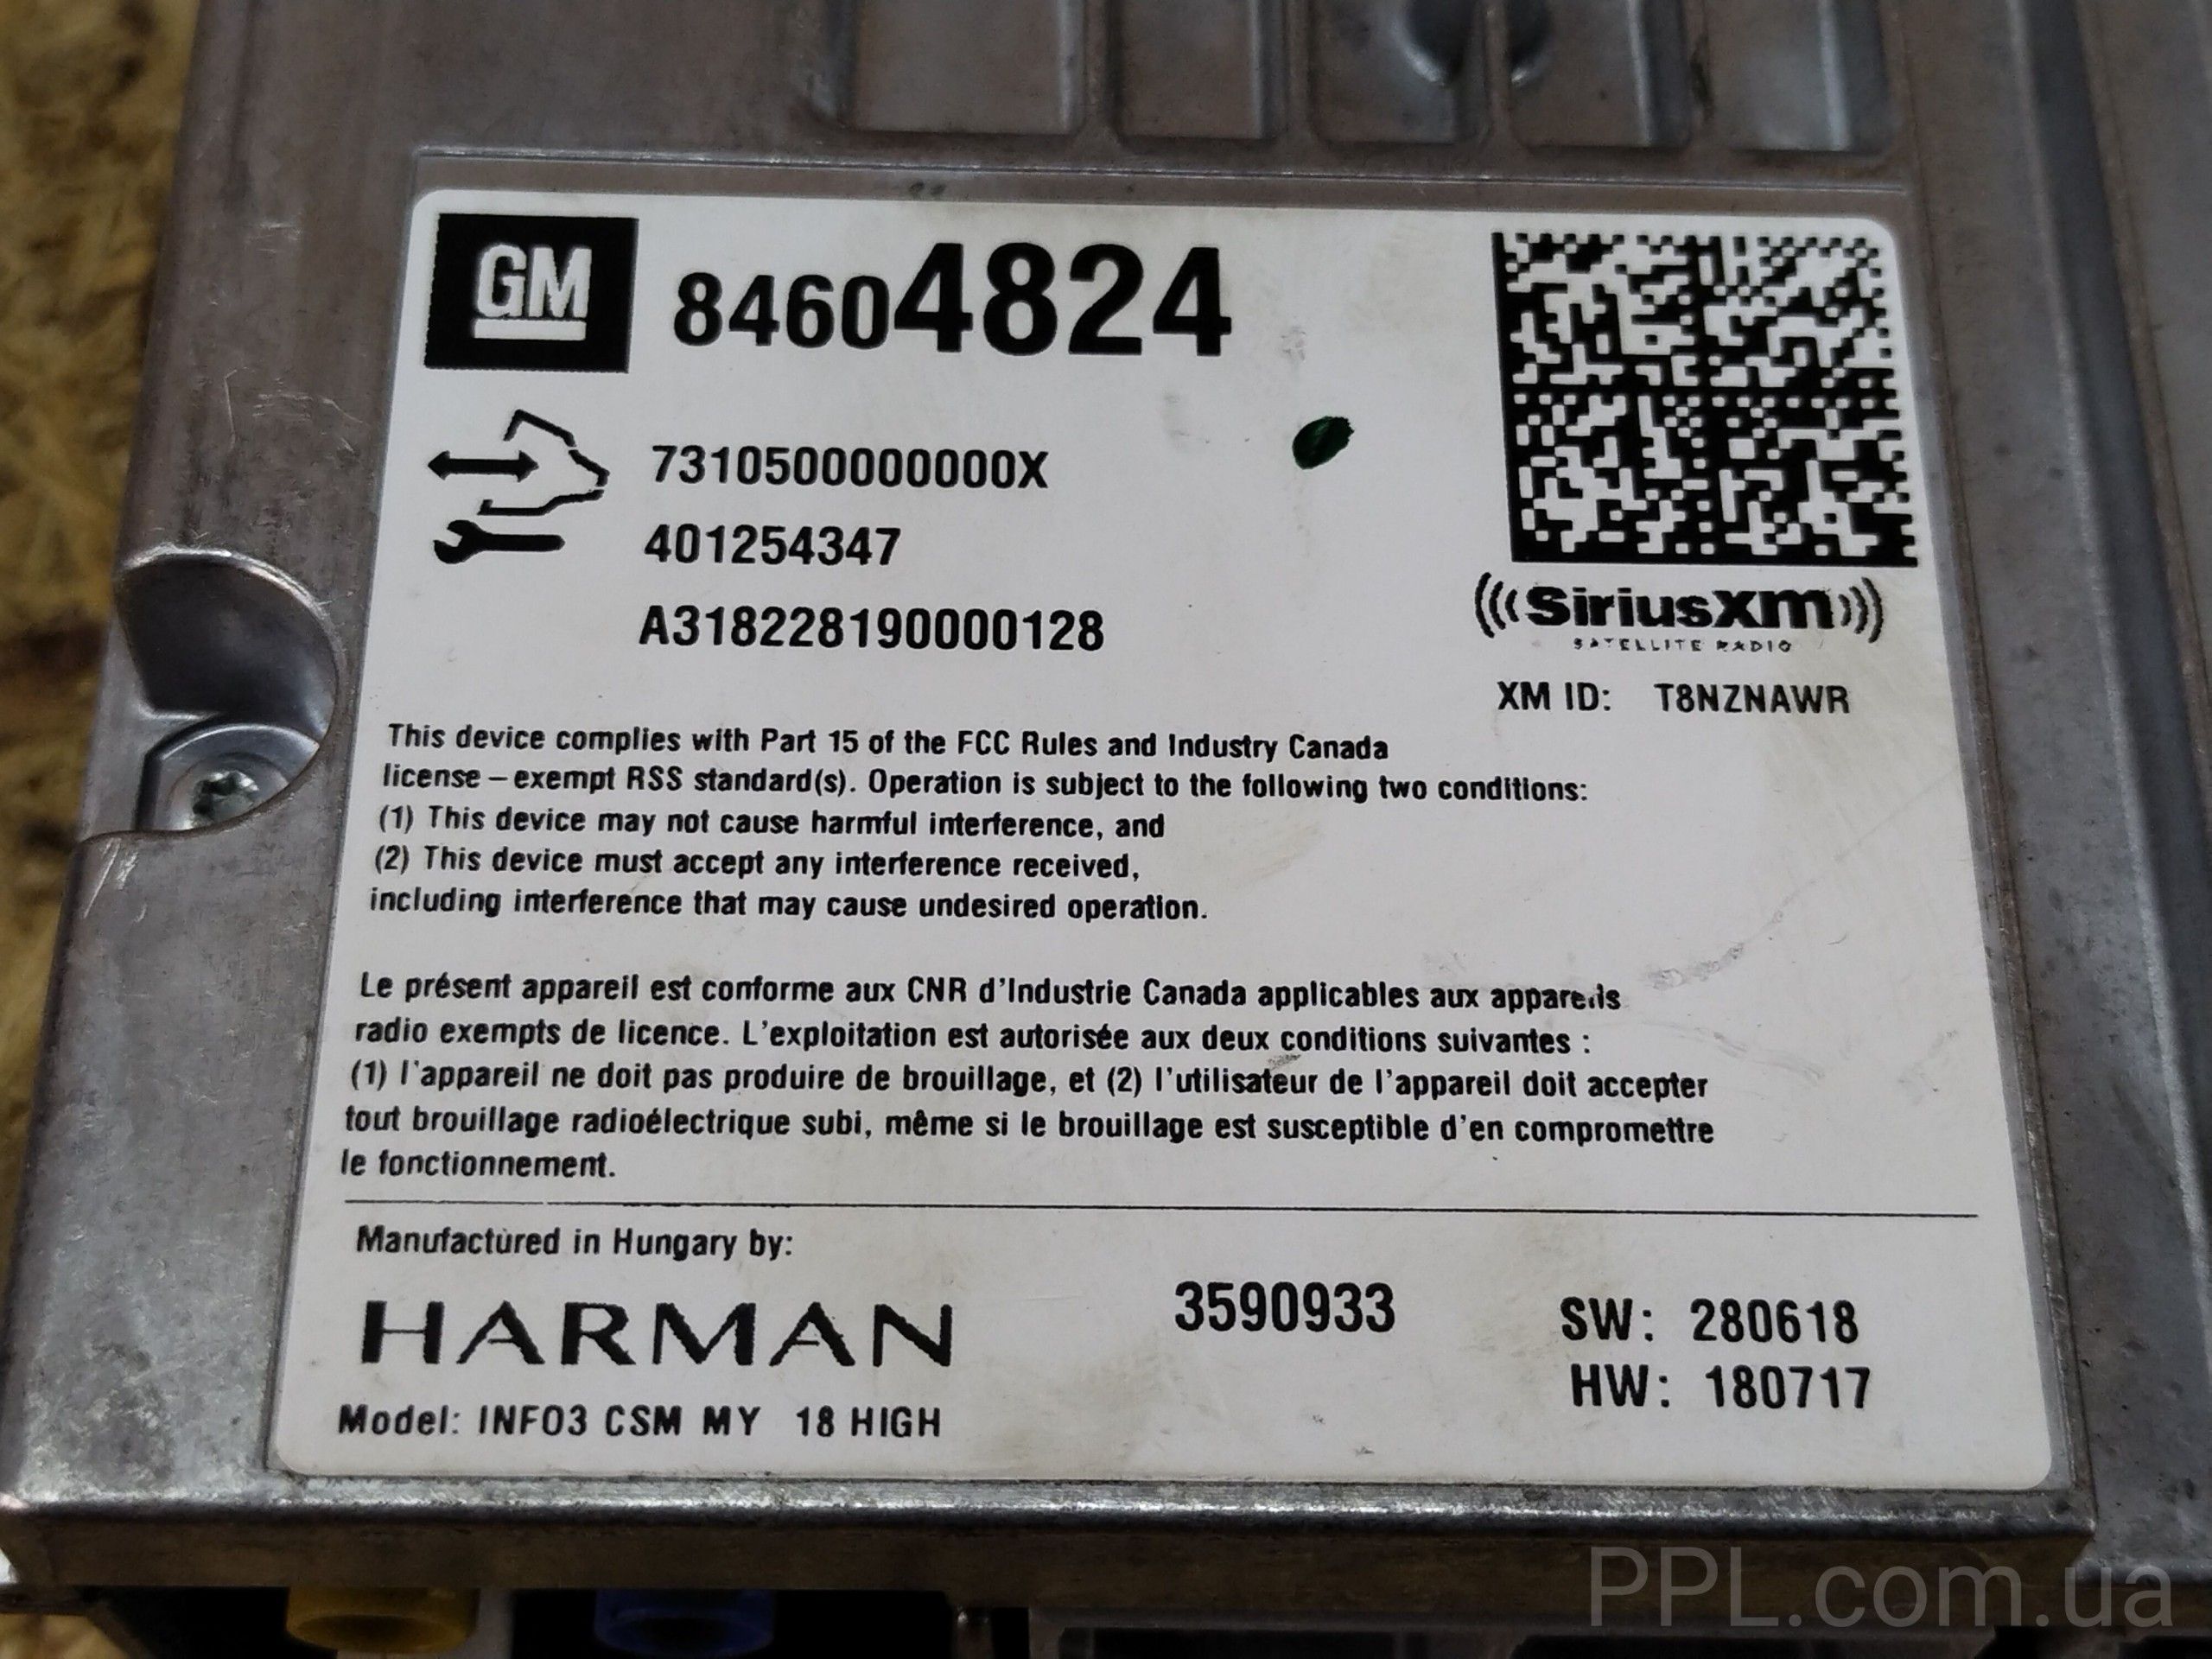 GM
84604824
7310500000000X
401254347
A318228190000128
SiriusXM
SATELLITE RADIO
XM ID: T8NZNAWR
This device complies with Part 15 of the FCC Rules and Industry Canada
license – exempt RSS standard(s). Operation is subject to the following two conditions:
(1) This device may not cause harmful interference, and
(2) This device must accept any interference received,
including interference that may cause undesired operation.
Le présent appareil est conforme aux CNR d'Industrie Canada applicables aux appareils
radio exempts de licence. L'exploitation est autorisée aux deux conditions suivantes :
(1) l'appareil ne doit pas produire de brouillage, et (2) l'utilisateur de l'appareil doit accepter
tout brouillage radioélectrique subi, même si le brouillage est susceptible d'en compromettre
le fonctionnement.
Manufactured in Hungary by:
HARMAN
Model: INFO3 CSM MY 18 HIGH
3590933
SW: 280618
HW: 180717
PPL.com.ua